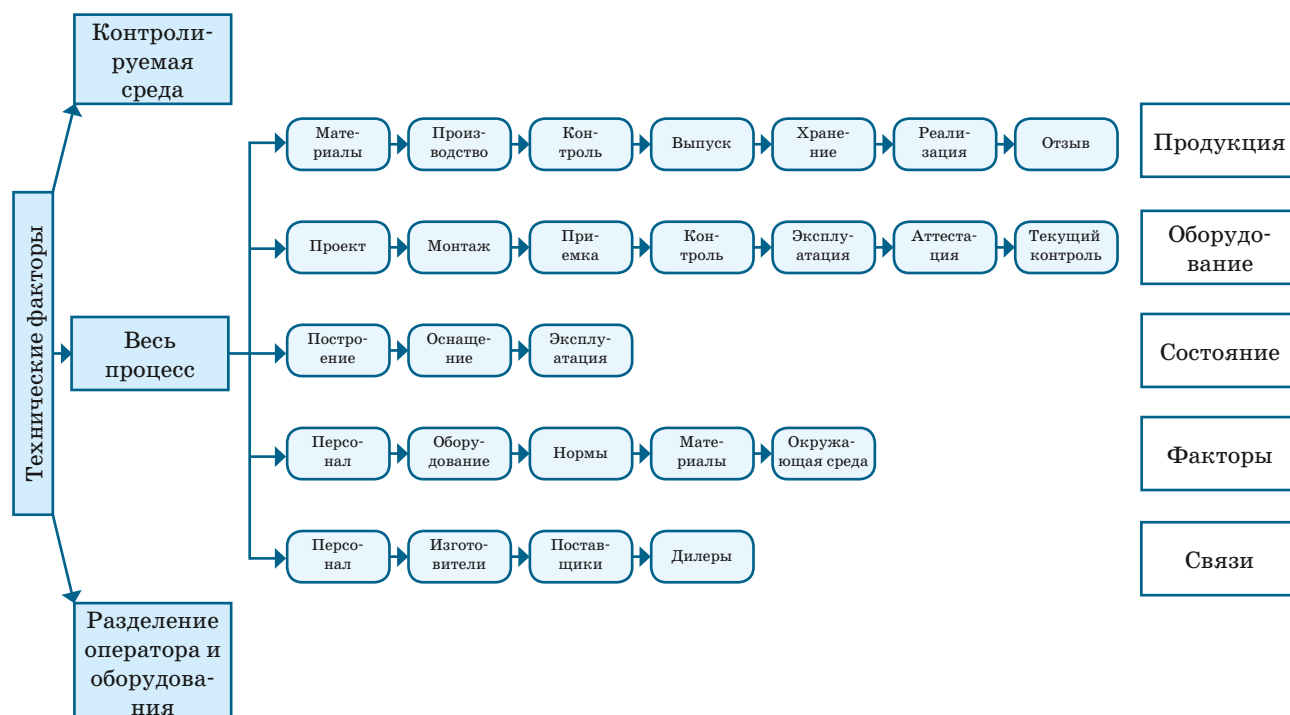 Контроли-
руемая
среда
Технические факторы
Весь
процесс
Разделение
оператора и
оборудова-
ния
Мате-
риалы
Произ-
водство
Кон-
троль
Выпуск
Хране-
ние
Реали-
зация
Отзыв
Продукция
Проект
Монтаж
При-
емка
Кон-
троль
Эксплу-
атация
Аттеста-
ция
Текущий
контроль
Оборудо-
вание
Построе-
ние
Оснаще-
ние
Эксплу-
атация
Состояние
Персо-
нал
Обору-
дование
Нормы
Мате-
риалы
Окружа-
ющая среда
Факторы
Персо-
нал
Изгото-
вители
Постав-
щики
Дилеры
Связи